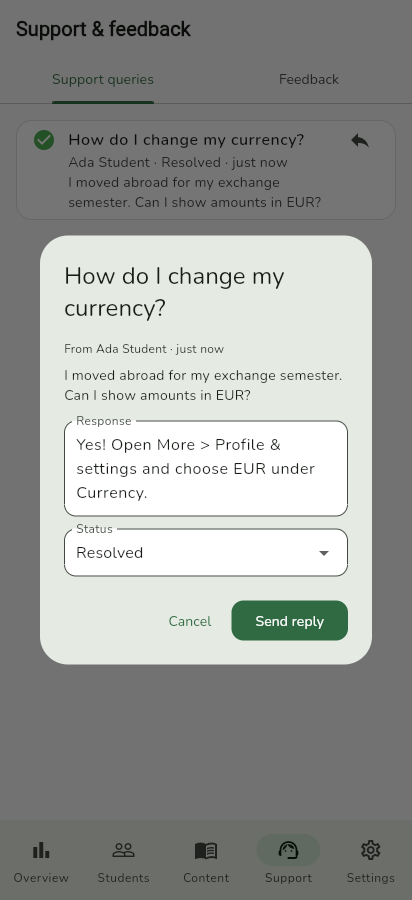 Support & feedback
Support queries
Feedback
How do I change my currency?
Ada Student · Resolved · just now
I moved abroad for my exchange
semester. Can I show amounts in EUR?
How do I change my
currency?
From Ada Student · just now
I moved abroad for my exchange semester.
Can I show amounts in EUR?
Response
Yes! Open More > Profile &
settings and choose EUR under
Currency.
Status
Resolved
Cancel
Send reply
Overview
Students
Content
Support
Settings